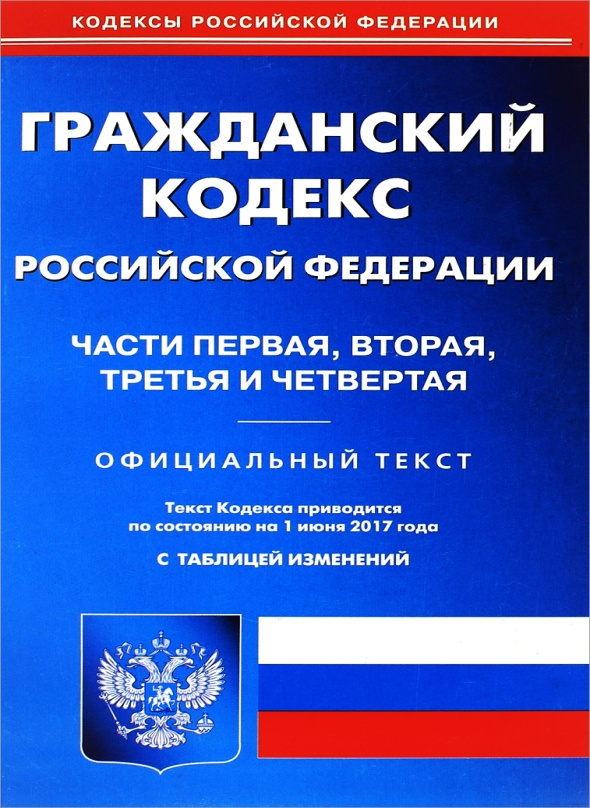 КОДЕКСЫ РОССИЙСКОЙ ФЕДЕРАЦИИ
ГРАЖДАНСКИЙ
КОДЕКС
РОССИЙСКОЙ ФЕДЕРАЦИИ
ЧАСТИ ПЕРВАЯ, ВТОРАЯ,
ТРЕТЬЯ И ЧЕТВЕРТАЯ
ОФИЦИАЛЬНЫЙ ТЕКСТ
Текст Кодекса приводится
по состоянию на 1 июня 2017 года
С ТАБЛИЦЕЙ ИЗМЕНЕНИЙ